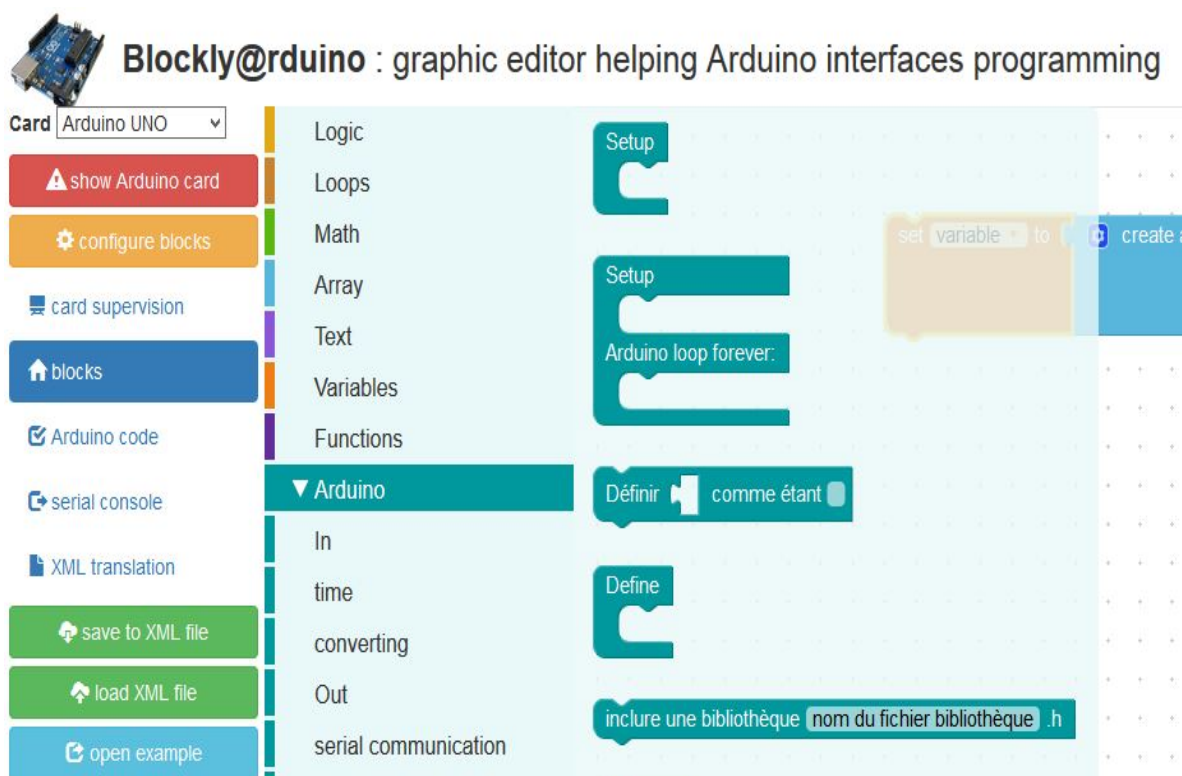 Blockly@rduino : graphic editor helping Arduino interfaces programming
Card Arduino UNO
show Arduino card
configure blocks
card supervision
blocks
Arduino code
serial console
XML translation
save to XML file
load XML file
open example
Logic
Loops
Math
Array
Text
Variables
Functions
Arduino
In
time
converting
Out
serial communication
Setup
Setup
Arduino loop forever:
Définir comme étant
Define
inclure une bibliothèque nom du fichier bibliothèque .h
set variable to create a